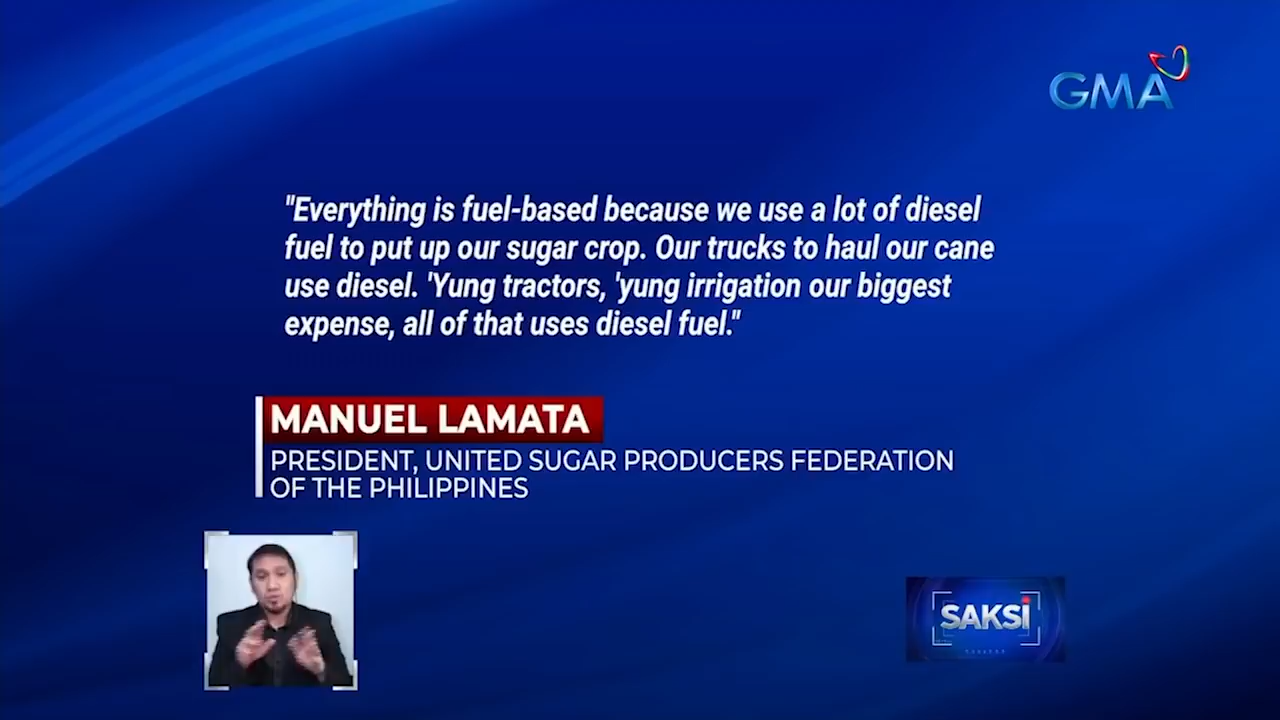 GMA
"Everything is fuel-based because we use a lot of diesel
fuel to put up our sugar crop. Our trucks to haul our cane
use diesel. 'Yung tractors, 'yung irrigation our biggest
expense, all of that uses diesel fuel."
MANUEL LAMATA
PRESIDENT, UNITED SUGAR PRODUCERS FEDERATION
OF THE PHILIPPINES
SAKSI